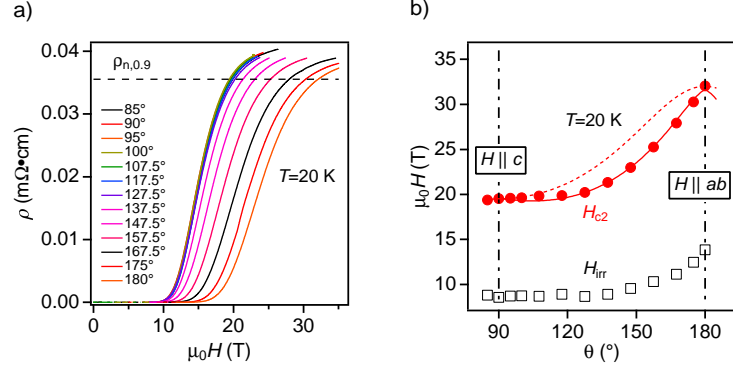 a)
0.04
0.03
0.02
0.01
0.00
ρn,0.9
85°
90°
95°
100°
107.5°
117.5°
127.5°
137.5°
147.5°
157.5°
167.5°
175°
180°
T=20 K
ρ (mΩ•cm)
0 10 20 30
μ0H (T)
b)
35
30
25
20
15
10
T=20 K
H || c
H || ab
Hc2
Hirr
μ0H (T)
90 120 150 180
θ (°)